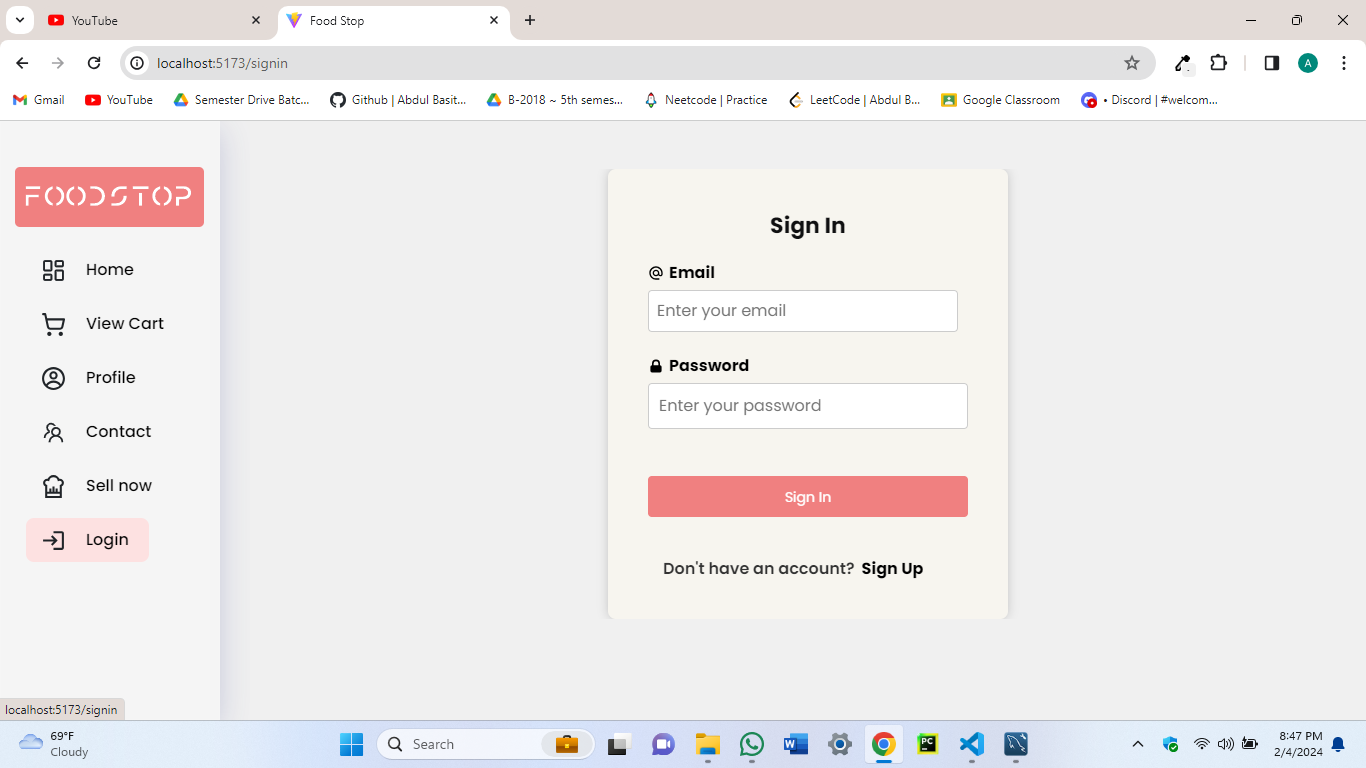 YouTube
Food Stop
localhost:5173/signin
A
Gmail
YouTube
Semester Drive Batc...
Github | Abdul Basit...
B-2018 ~ 5th semes...
Neetcode | Practice
LeetCode | Abdul B...
Google Classroom
• Discord | #welcom...
FOODSTOP
Home
View Cart
Profile
Contact
Sell now
Login
Sign In
@ Email
Enter your email
Password
Enter your password
Sign In
Don't have an account? Sign Up
localhost:5173/signin
69°F
Cloudy
Search
W
PC
8:47 PM
2/4/2024